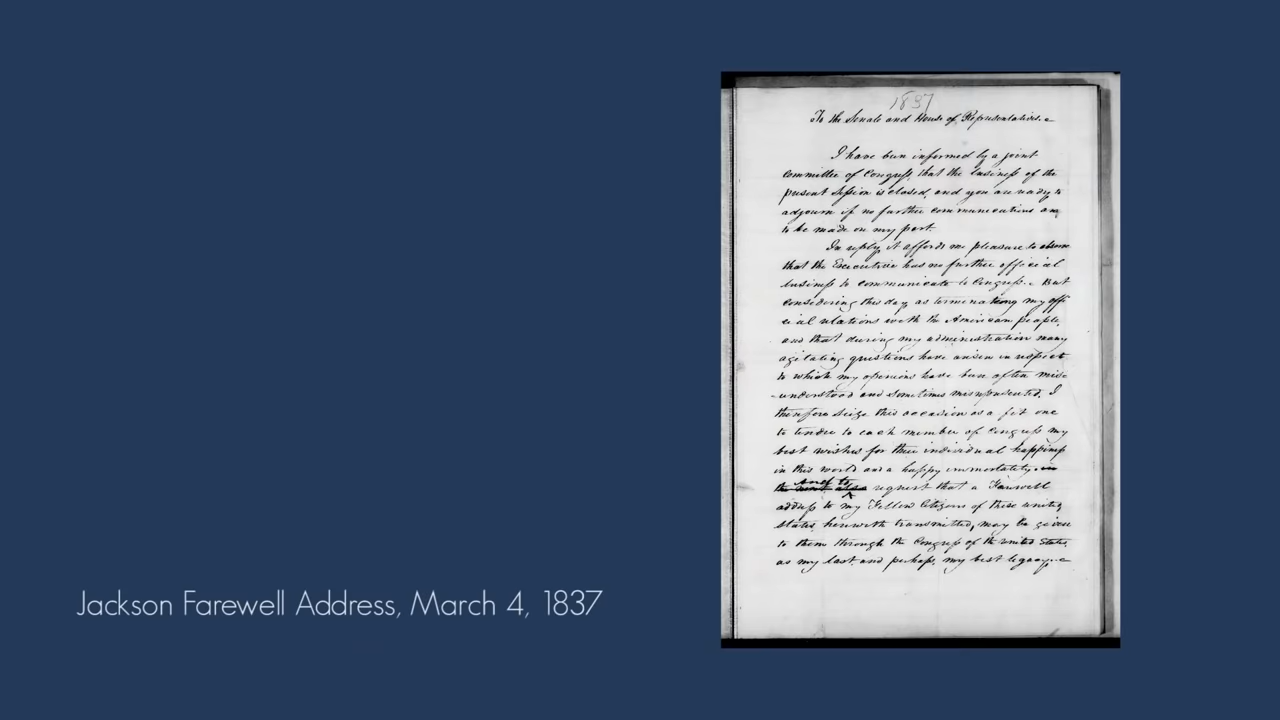 1837
To the Senate and House of Representatives.
I have been informed by a joint
committee of Congress, that the business of the
present Session is closed, and you are ready to
adjourn if no further communications are
to be made on my part.
In reply it affords me pleasure to
that the Executive has no further official
business to communicate to Congress. But
considering this day as terminating my offi
cial relations with the American people,
and that during my administration many
agitating questions have arisen in respect
to which my opinions have been often mis
-understood and sometimes misrepresented, I
therefore seize this occasion as a fit one
to tender to each member of Congress my
best wishes for their individual happiness
in this world and a happy immortality. in
and to
the next also request that a Farewell
address to my Fellow Citizens of these united
states, herewith transmitted, may be given
to them through the Congress of the United States,
as my last, and perhaps, my best legacy.
Jackson Farewell Address, March 4, 1837